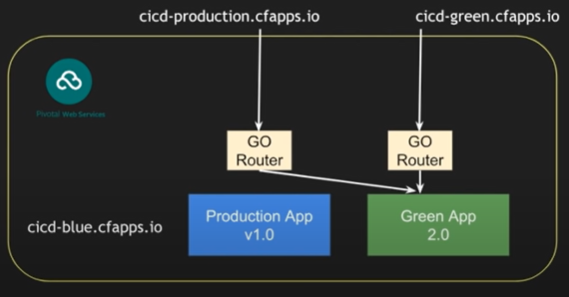 cicd-production.cfapps.io
cicd-green.cfapps.io
Pivotal Web Services
GO
Router
GO
Router
cicd-blue.cfapps.io
Production App
v1.0
Green App
2.0